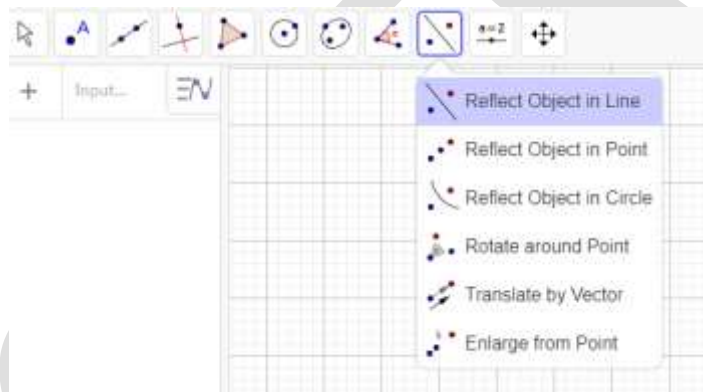 A
a=2
Input...
Reflect Object in Line
Reflect Object in Point
Reflect Object in Circle
Rotate around Point
Translate by Vector
Enlarge from Point